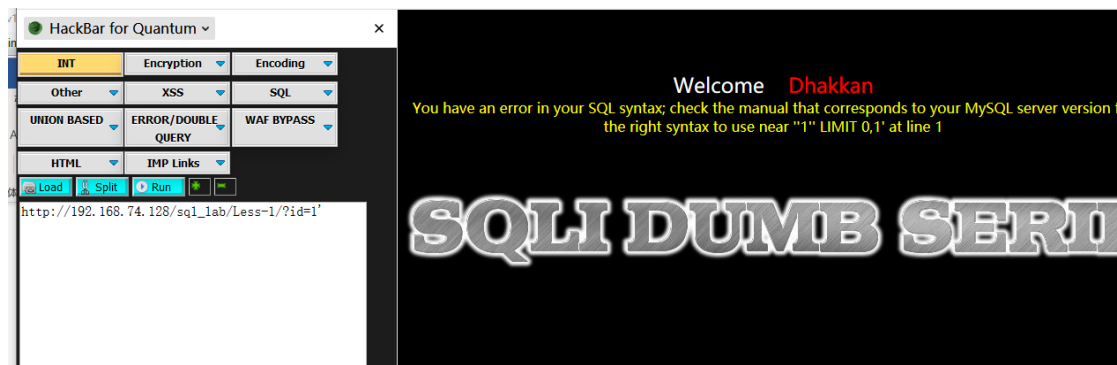 HackBar for Quantum
×
INT
Encryption
Encoding
Other
XSS
SQL
UNION BASED
ERROR/DOUBLE QUERY
WAF BYPASS
HTML
IMP Links
Load
Split
Run
http://192.168.74.128/sql_lab/Less-1/?id=1'
Welcome Dhakkan
You have an error in your SQL syntax; check the manual that corresponds to your MySQL server version
the right syntax to use near ''1'' LIMIT 0,1' at line 1
SQLI DUMB